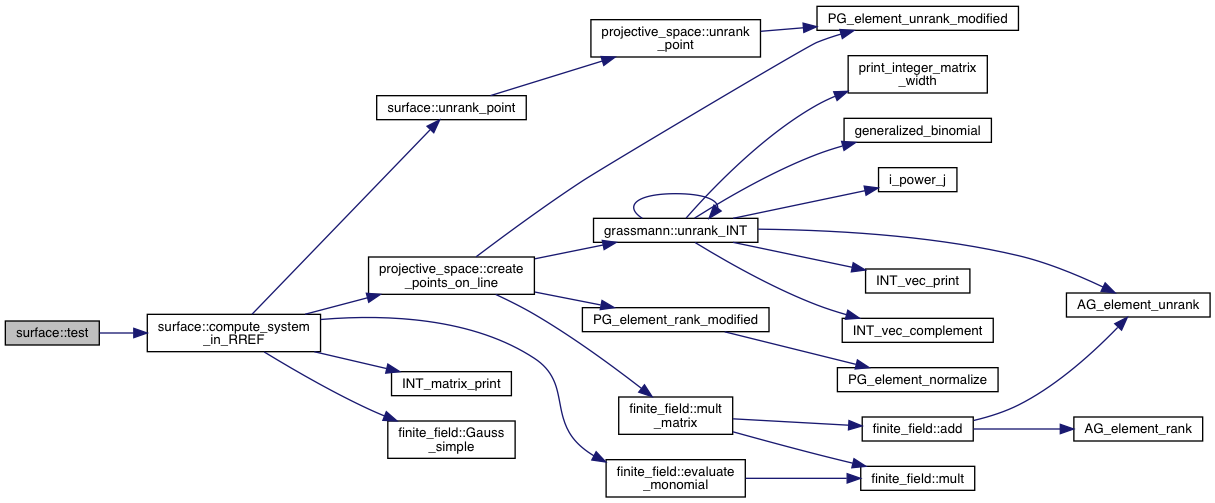 surface::test
surface::compute_system
_in_RREF
surface::unrank_point
projective_space::create
_points_on_line
INT_matrix_print
finite_field::Gauss
_simple
projective_space::unrank
_point
grassmann::unrank_INT
PG_element_rank_modified
finite_field::mult
_matrix
finite_field::evaluate
_monomial
PG_element_unrank_modified
print_integer_matrix
_width
generalized_binomial
i_power_j
INT_vec_print
INT_vec_complement
PG_element_normalize
finite_field::add
finite_field::mult
AG_element_unrank
AG_element_rank